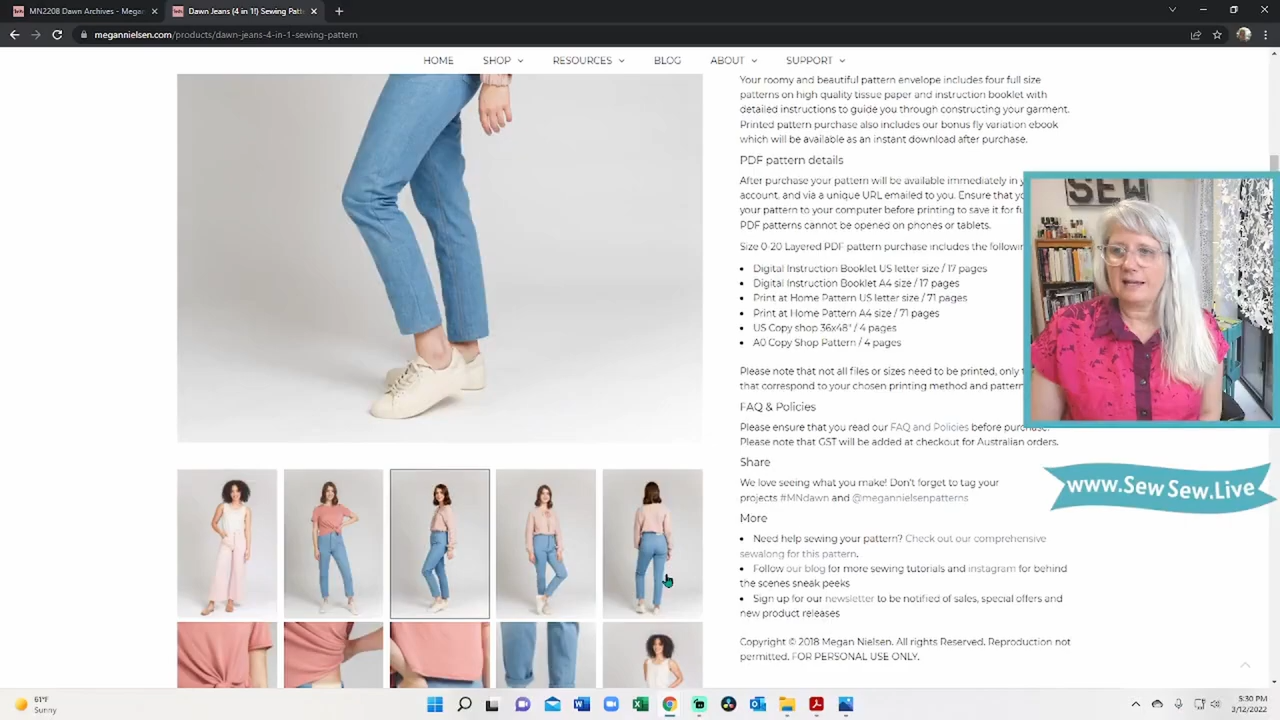 MN2208 Dawn Archives - Megan
Dawn Jeans (4 in 1!) Sewing Patt
megannielsen.com/products/dawn-jeans-4-in-1-sewing-pattern
HOME SHOP RESOURCES BLOG ABOUT SUPPORT
Your roomy and beautiful pattern envelope includes four full size
patterns on high quality tissue paper and instruction booklet with
detailed instructions to guide you through constructing your garment.
Printed pattern purchase also includes our bonus fly variation ebook
which will be available as an instant download after purchase.
PDF pattern details
After purchase your pattern will be available immediately in y
account, and via a unique URL emailed to you. Ensure that yo
your pattern to your computer before printing to save it for fu
PDF patterns cannot be opened on phones or tablets.
Size 0-20 Layered PDF pattern purchase includes the followin
• Digital Instruction Booklet US letter size / 17 pages
• Digital Instruction Booklet A4 size / 17 pages
• Print at Home Pattern US letter size / 71 pages
• Print at Home Pattern A4 size / 71 pages
• US Copy shop 36x48" / 4 pages
• A0 Copy Shop Pattern / 4 pages
Please note that not all files or sizes need to be printed, only t
that correspond to your chosen printing method and pattern
FAQ & Policies
Please ensure that you read our FAQ and Policies before purchase.
Please note that GST will be added at checkout for Australian orders.
Share
We love seeing what you make! Don't forget to tag your
projects #MNdawn and @megannielsenpatterns
More
• Need help sewing your pattern? Check out our comprehensive
sewalong for this pattern.
• Follow our blog for more sewing tutorials and instagram for behind
the scenes sneak peeks
• Sign up for our newsletter to be notified of sales, special offers and
new product releases
Copyright © 2018 Megan Nielsen. All rights Reserved. Reproduction not
permitted. FOR PERSONAL USE ONLY.
SEW
www.SewSew.Live
61°F
Sunny
5:30 PM
3/12/2022